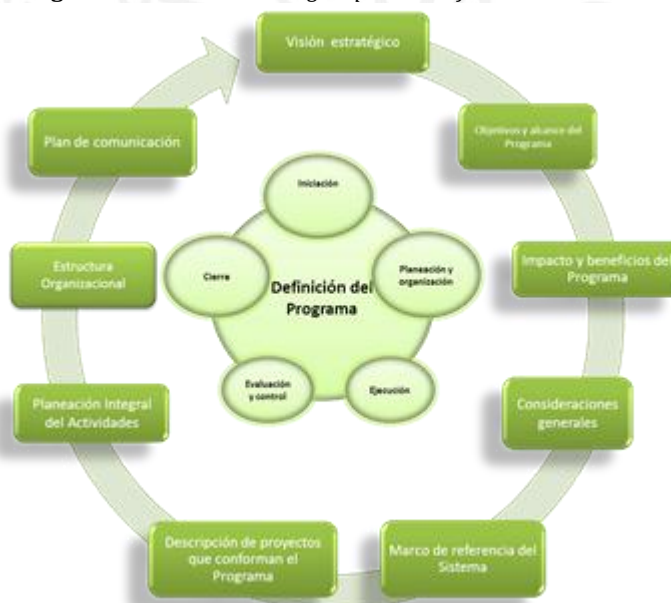 Visión estratégico
Objetivos y alcance del
Programa
Impacto y beneficios del
Programa
Consideraciones
generales
Marco de referencia del
Sistema
Descripción de proyectos
que conforman el
Programa
Planeación Integral
del Actividades
Estructura
Organizacional
Plan de comunicación
Iniciación
Planeación y
organización
Ejecución
Evaluación
y control
Cierre
Definición del
Programa